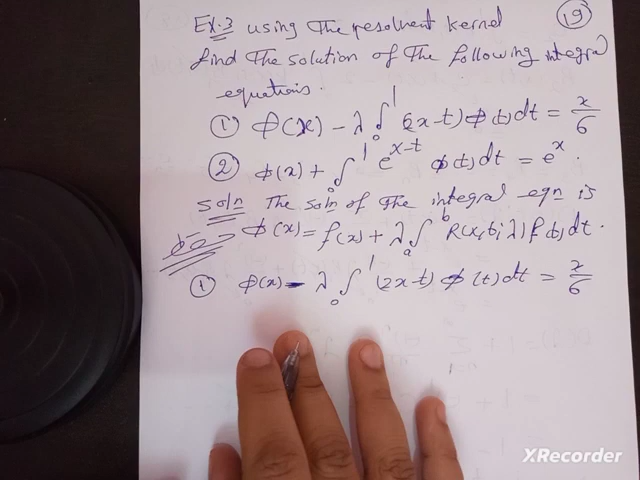 19
Ex.3 using The resolvent kernel
find The solution of The following integral
equations.
① φ(x) − λ ∫₀¹ (2x−t) φ(t) dt = x/6
② φ(x) + ∫₀¹ e^{x−t} φ(t) dt = e^x.
Soln The soln of the integral eqn is
φ(x) = f(x) + λ ∫ₐᵇ R(x,t;λ) f(t) dt.
① φ(x) − λ ∫₀¹ (2x−t) φ(t) dt = x/6
XRecorder